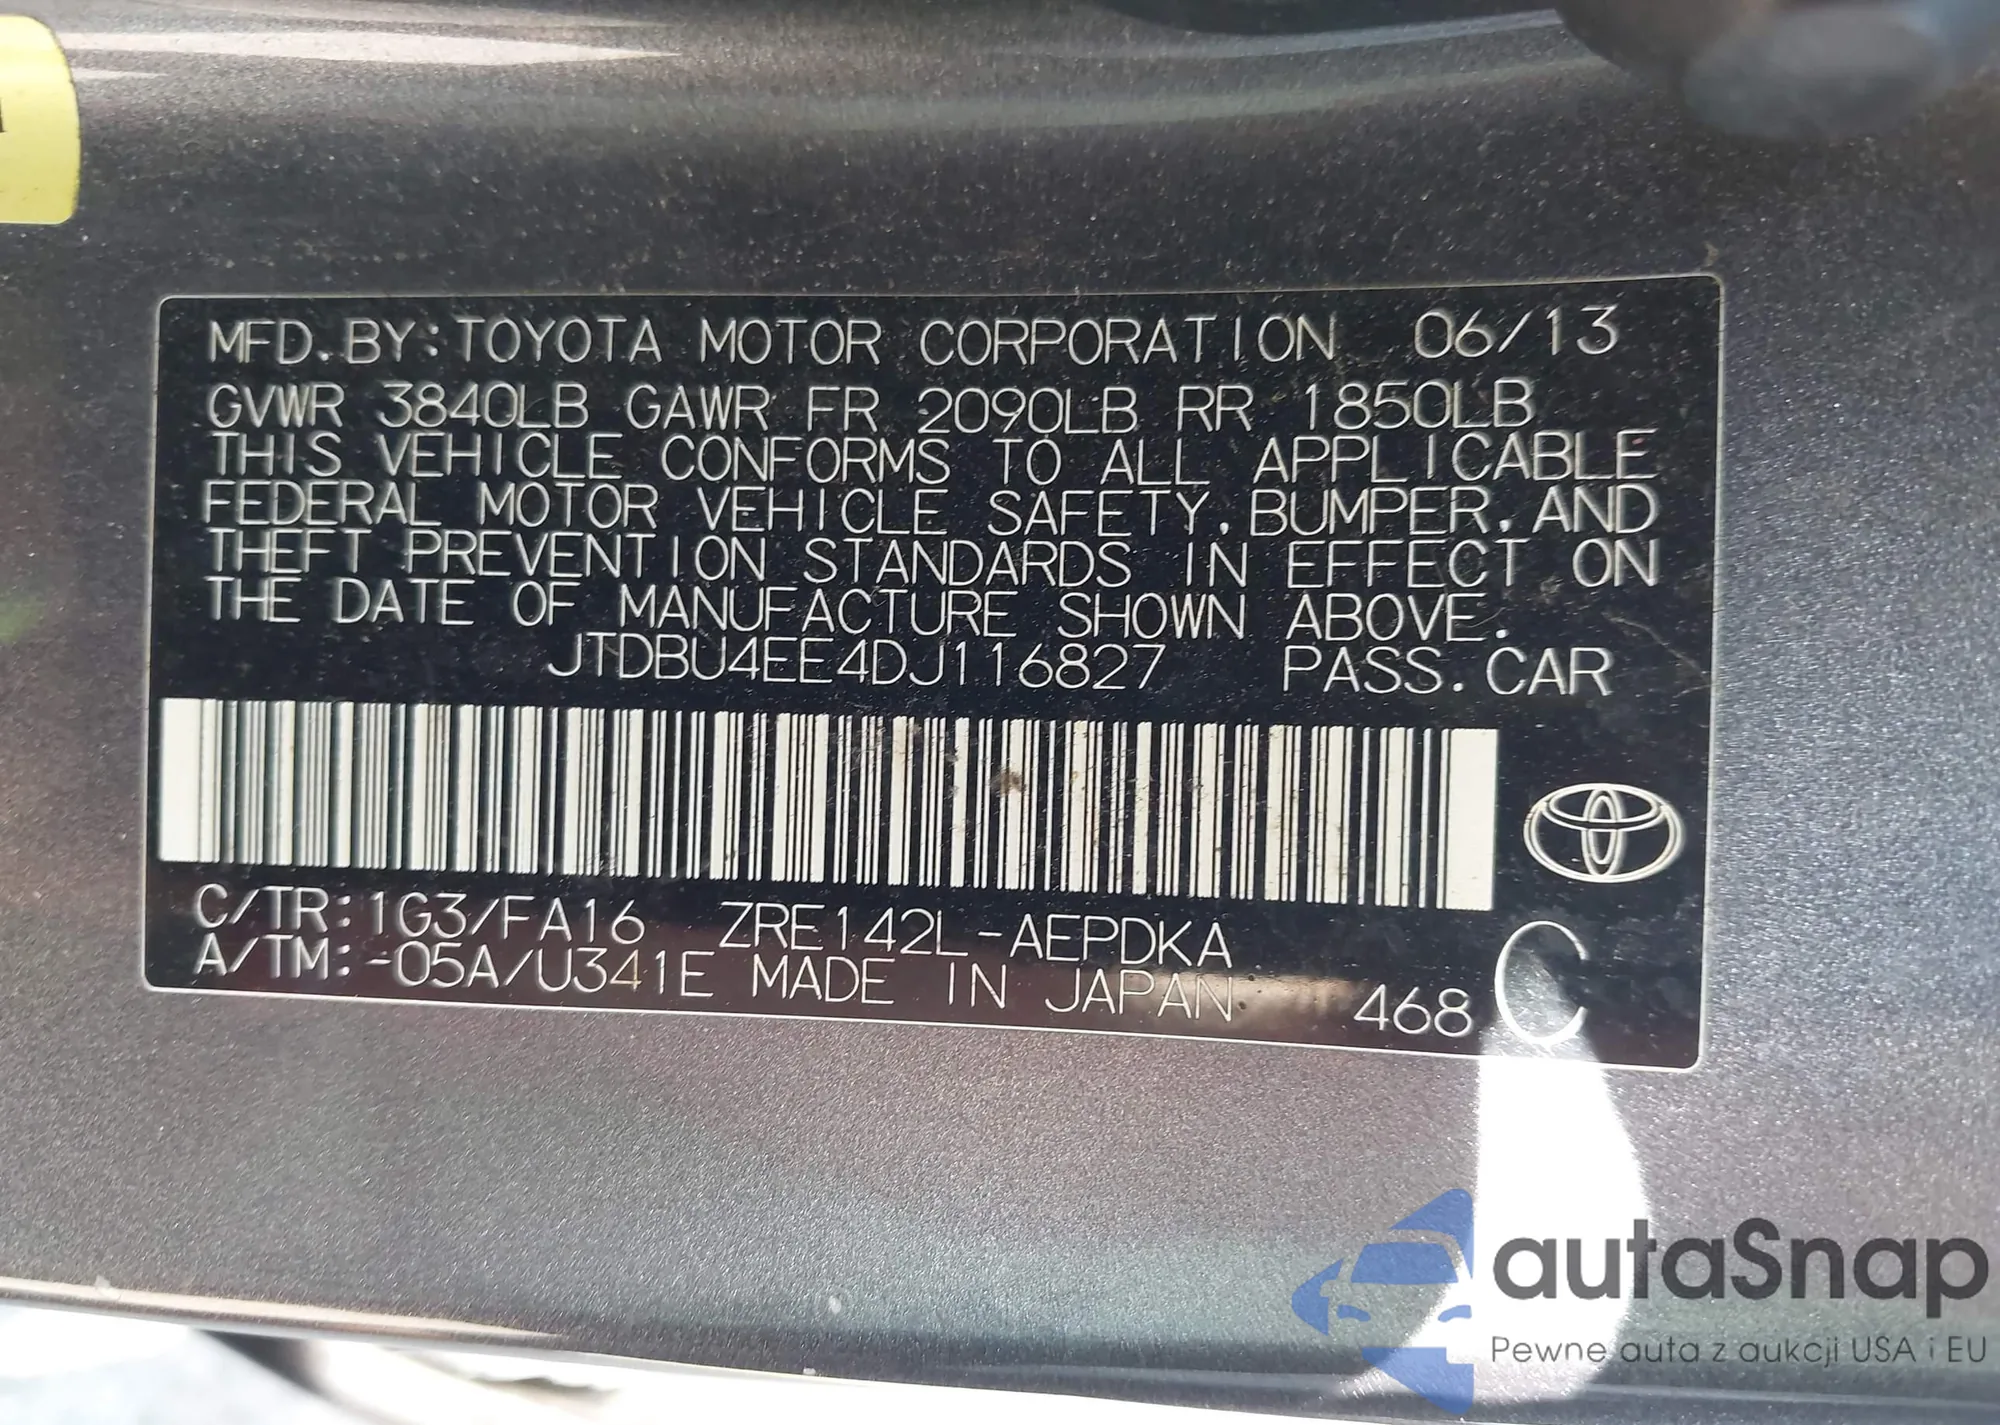 MFD.BY:TOYOTA MOTOR CORPORATION 06/13
GVWR 3840LB GAWR FR 2090LB RR 1850LB
THIS VEHICLE CONFORMS TO ALL APPLICABLE
FEDERAL MOTOR VEHICLE SAFETY, BUMPER, AND
THEFT PREVENTION STANDARDS IN EFFECT ON
THE DATE OF MANUFACTURE SHOWN ABOVE.
JTDBU4EE4DJ116827 PASS.CAR
C/TR:1G3/FA16 ZRE142L-AEPDKA
A/TM:-05A/U341E MADE IN JAPAN 468 C
autaSnap
Pewne auta z aukcji USA i EU